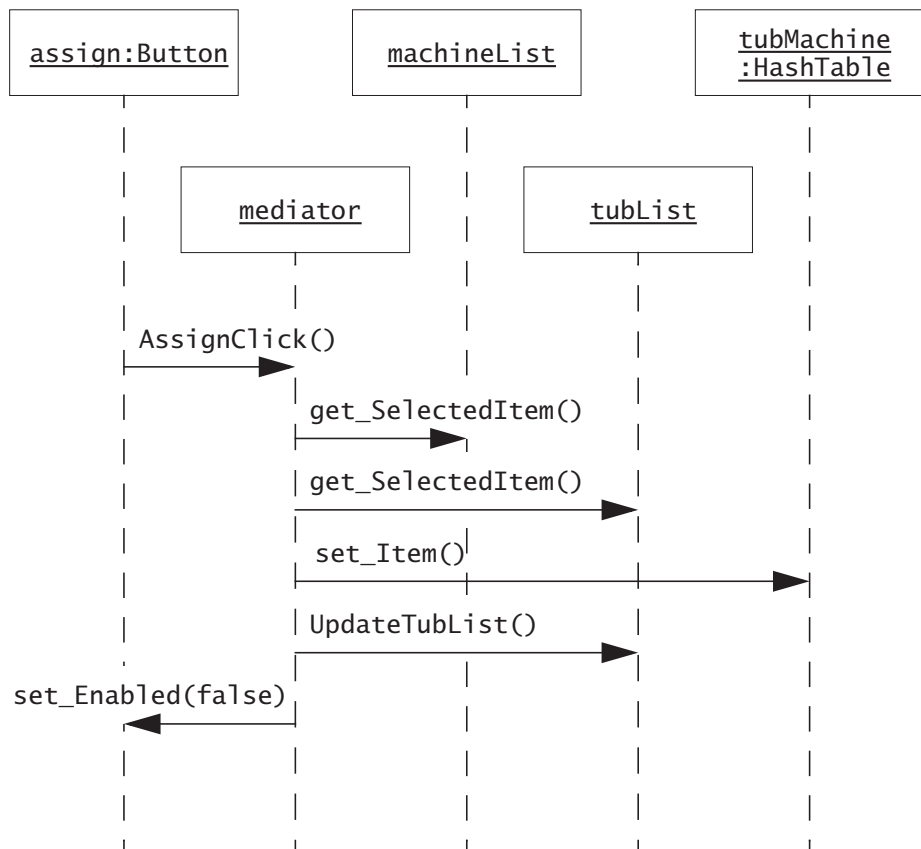 assign:Button
machineList
tubMachine
:HashTable
mediator
tubList
AssignClick()
get_SelectedItem()
get_SelectedItem()
set_Item()
UpdateTubList()
set_Enabled(false)